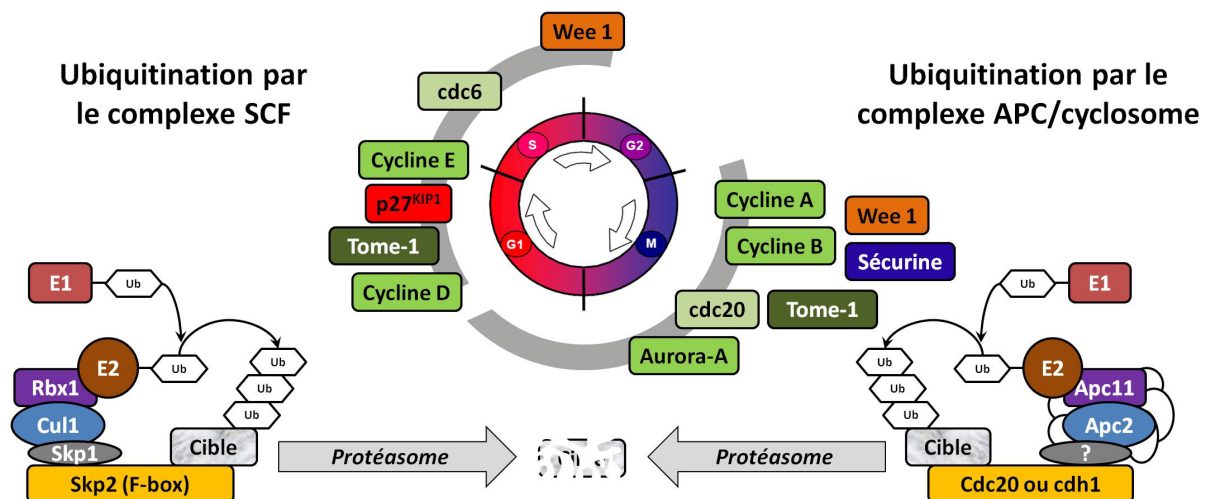 Ubiquitination par
le complexe SCF
Ubiquitination par le
complexe APC/cyclosome
Wee 1
cdc6
Cycline E
p27KIP1
Tome-1
Cycline D
S
G2
G1
M
Cycline A
Wee 1
Cycline B
Sécurine
cdc20
Tome-1
Aurora-A
E1
Ub
E2
Ub
Ub
Ub
Ub
Rbx1
Cul1
Skp1
Skp2 (F-box)
Cible
Protéasome
Protéasome
Ub
E1
Ub
Ub
Ub
Ub
E2
Apc11
Apc2
?
Cible
Cdc20 ou cdh1